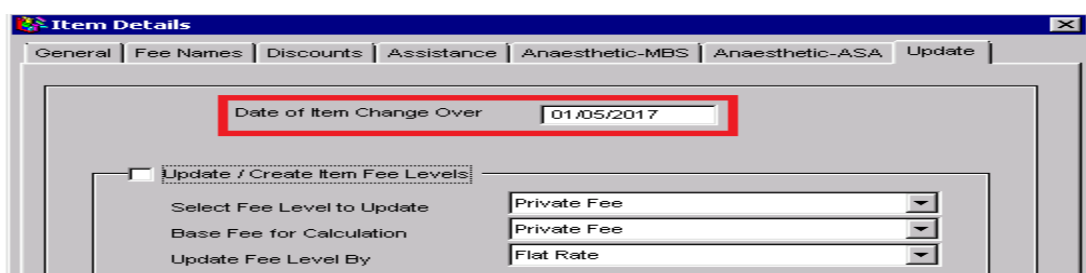 Item Details
General Fee Names Discounts Assistance Anaesthetic-MBS Anaesthetic-ASA Update
Date of Item Change Over 01/05/2017
Update / Create Item Fee Levels
Select Fee Level to Update Private Fee
Base Fee for Calculation Private Fee
Update Fee Level By Flat Rate